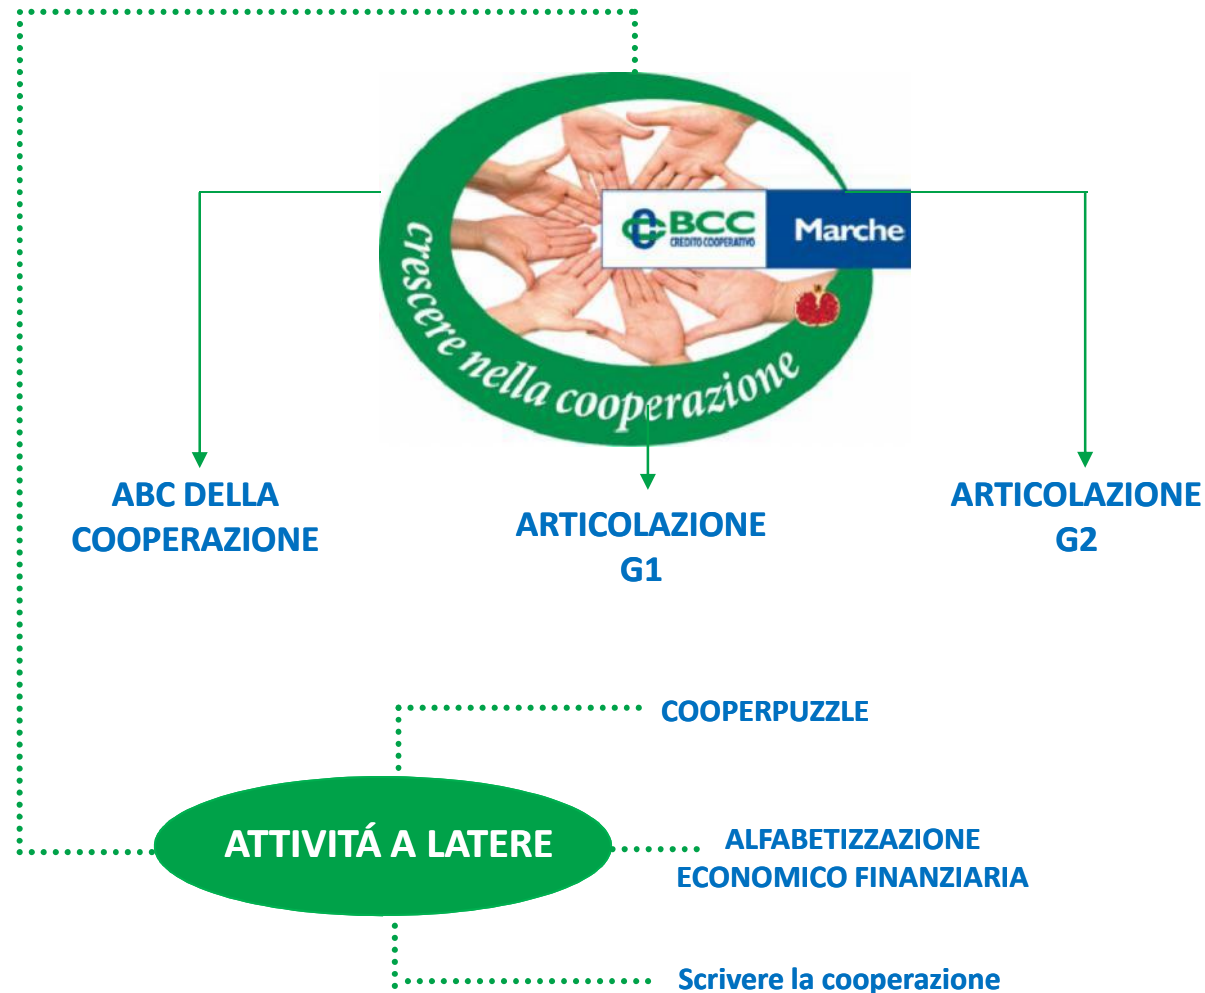 BCC
CREDITO COOPERATIVO
Marche
crescere nella cooperazione
ABC DELLA
COOPERAZIONE
ARTICOLAZIONE
G1
ARTICOLAZIONE
G2
COOPERPUZZLE
ATTIVITÁ A LATERE
ALFABETIZZAZIONE
ECONOMICO FINANZIARIA
Scrivere la cooperazione